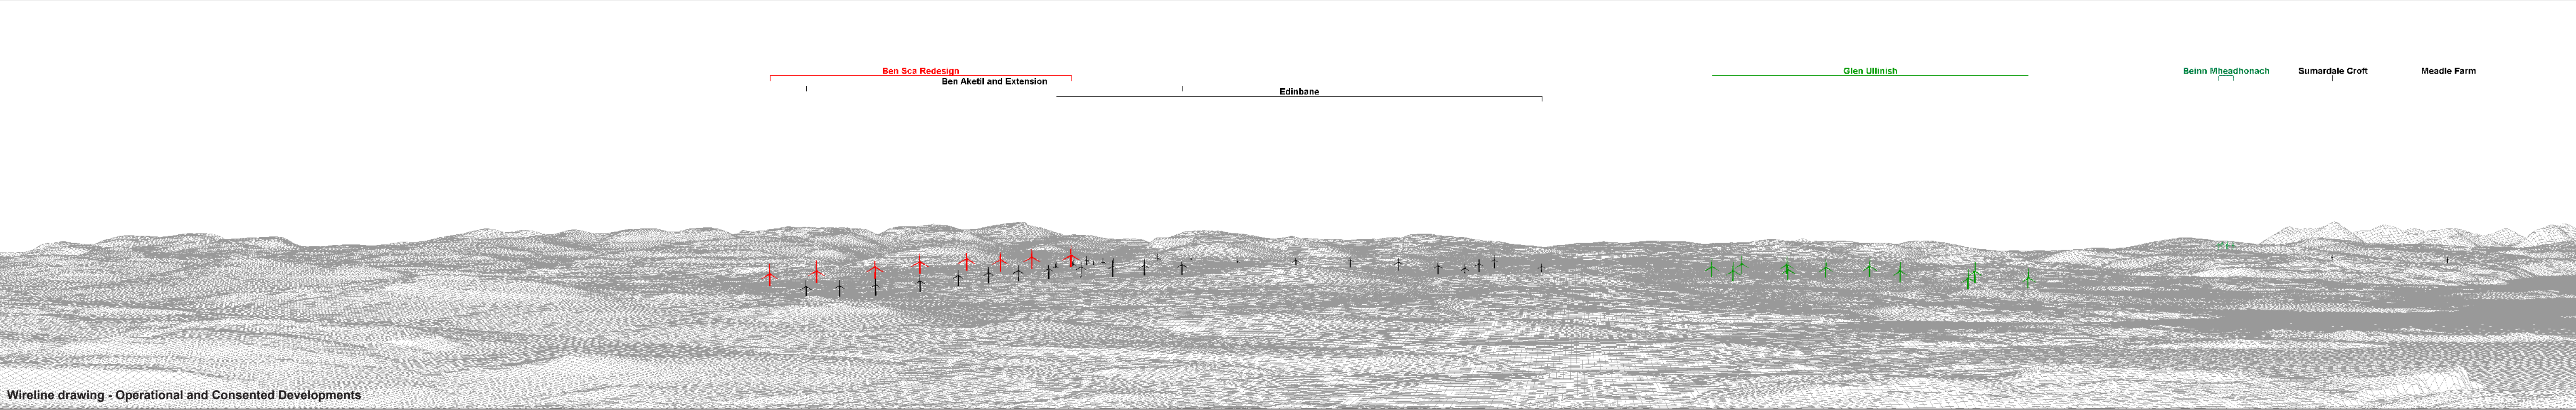 Ben Sca Redesign
Ben Aketil and Extension
Edinbane
Glen Ullinish
Beinn Mheadhonach
Sumardale Croft
Meadle Farm
Wireline drawing - Operational and Consented Developments